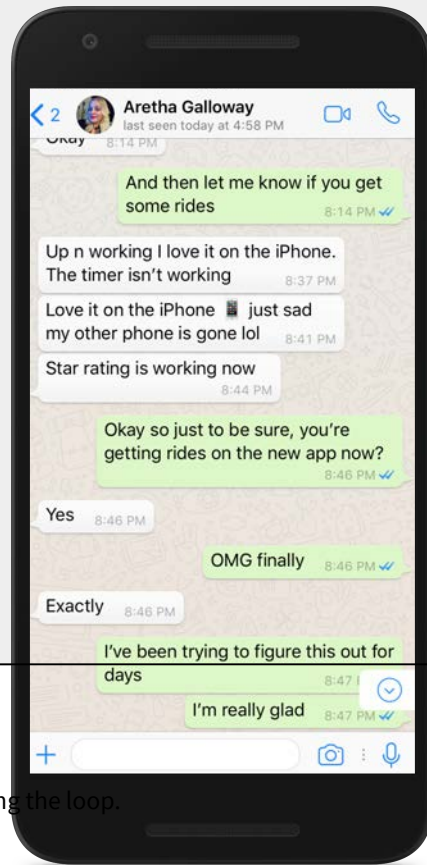 2
Aretha Galloway
last seen today at 4:58 PM
Okay
8:14 PM
And then let me know if you get
some rides
8:14 PM
Up n working I love it on the iPhone.
The timer isn't working
8:37 PM
Love it on the iPhone 📱 just sad
my other phone is gone lol
8:41 PM
Star rating is working now
8:44 PM
Okay so just to be sure, you're
getting rides on the new app now?
8:46 PM
Yes
8:46 PM
OMG finally
8:46 PM
Exactly
8:46 PM
I've been trying to figure this out for
days
8:47
I'm really glad
8:47 PM
the loop.